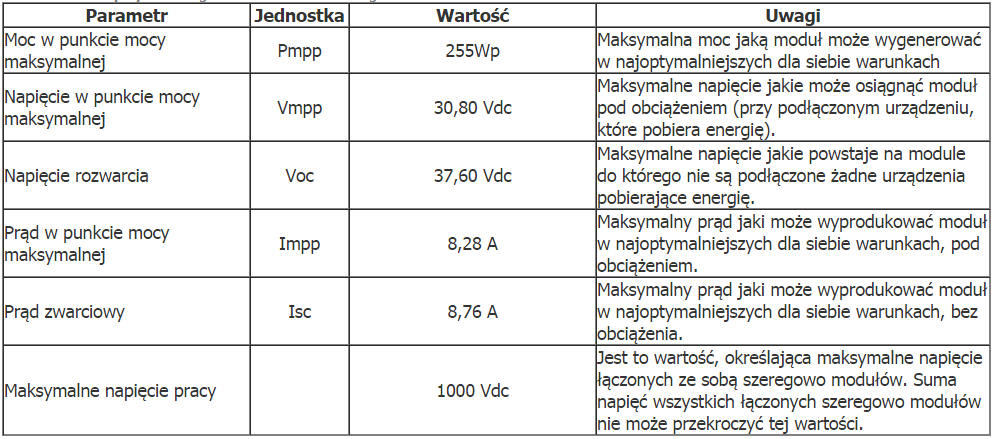 Parametr Jednostka Wartość Uwagi
Moc w punkcie mocy
maksymalnej
Pmpp
255Wp
Maksymalna moc jaką moduł może wygenerować
w najoptymalniejszych dla siebie warunkach
Napięcie w punkcie mocy
maksymalnej
Vmpp
30,80 Vdc
Maksymalne napięcie jakie może osiągnąć moduł
pod obciążeniem (przy podłączonym urządzeniu,
które pobiera energię).
Napięcie rozwarcia
Voc
37,60 Vdc
Maksymalne napięcie jakie powstaje na module
do którego nie są podłączone żadne urządzenia
pobierające energię.
Prąd w punkcie mocy
maksymalnej
Impp
8,28 A
Maksymalny prąd jaki może wyprodukować moduł
w najoptymalniejszych dla siebie warunkach, pod
obciążeniem.
Prąd zwarciowy
Isc
8,76 A
Maksymalny prąd jaki może wyprodukować moduł
w najoptymalniejszych dla siebie warunkach, bez
obciążenia.
Maksymalne napięcie pracy
1000 Vdc
Jest to wartość, określająca maksymalne napięcie
łączonych ze sobą szeregowo modułów. Suma
napięć wszystkich łączonych szeregowo modułów
nie może przekroczyć tej wartości.